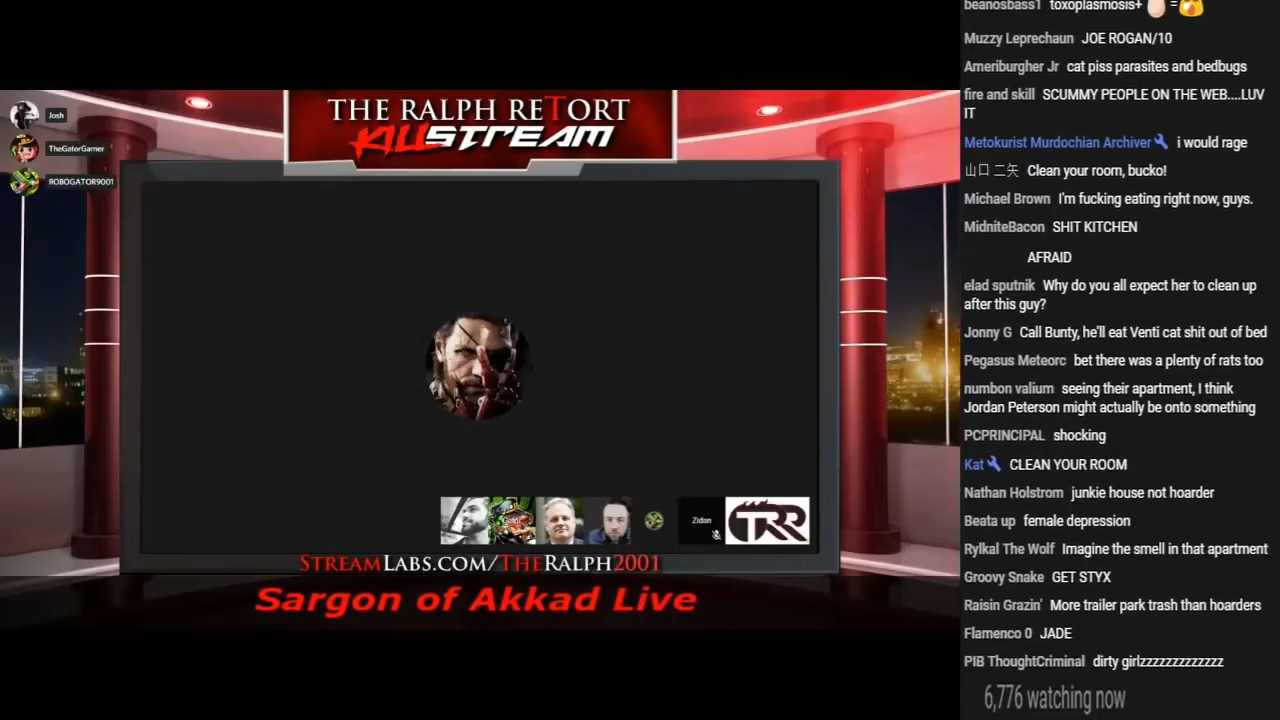 Josh
TheGatorGamer
ROBOGATOR9001
THE RALPH RETORT
KILLSTREAM
Zidan
TRR
STREAMLABS.COM/THERALPH2001
Sargon of Akkad Live
beanosbass1 toxoplasmosis+ 🥚 =
Muzzy Leprechaun JOE ROGAN/10
Ameriburgher Jr cat piss parasites and bedbugs
fire and skill SCUMMY PEOPLE ON THE WEB....LUV
IT
Metokurist Murdochian Archiver i would rage
山口 二矢 Clean your room, bucko!
Michael Brown I'm fucking eating right now, guys.
MidniteBacon SHIT KITCHEN
AFRAID
elad sputnik Why do you all expect her to clean up
after this guy?
Jonny G Call Bunty, he'll eat Venti cat shit out of bed
Pegasus Meteorc bet there was a plenty of rats too
numbon valium seeing their apartment, I think
Jordan Peterson might actually be onto something
PCPRINCIPAL shocking
Kat CLEAN YOUR ROOM
Nathan Holstrom junkie house not hoarder
Beata up female depression
Rylkal The Wolf Imagine the smell in that apartment
Groovy Snake GET STYX
Raisin Grazin' More trailer park trash than hoarders
Flamenco 0 JADE
PIB ThoughtCriminal dirty girlzzzzzzzzzzzzz
6,776 watching now